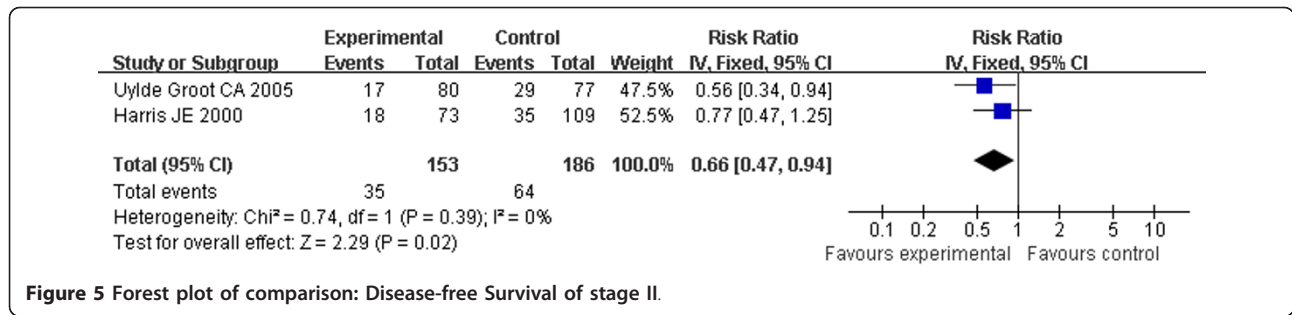 Experimental Control Risk Ratio Risk Ratio
Study or Subgroup Events Total Events Total Weight IV, Fixed, 95% CI IV, Fixed, 95% CI
Uylde Groot CA 2005 17 80 29 77 47.5% 0.56 [0.34, 0.94]
Harris JE 2000 18 73 35 109 52.5% 0.77 [0.47, 1.25]
Total (95% CI) 153 186 100.0% 0.66 [0.47, 0.94]
Total events 35 64
Heterogeneity: Chi² = 0.74, df = 1 (P = 0.39); I² = 0%
Test for overall effect: Z = 2.29 (P = 0.02)
0.1 0.2 0.5 1 2 5 10
Favours experimental Favours control
Figure 5 Forest plot of comparison: Disease-free Survival of stage II.